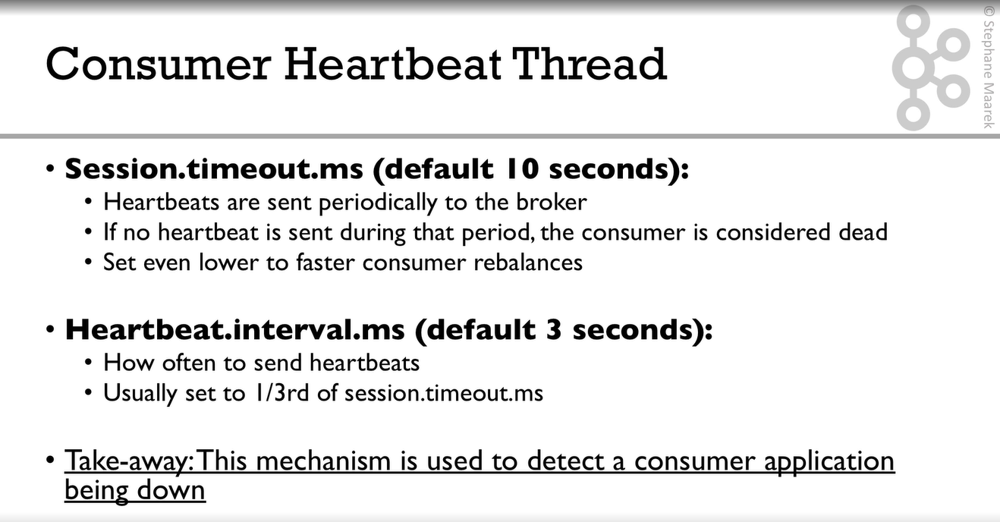 Consumer Heartbeat Thread
© Stephane Maarek
• Session.timeout.ms (default 10 seconds):
• Heartbeats are sent periodically to the broker
• If no heartbeat is sent during that period, the consumer is considered dead
• Set even lower to faster consumer rebalances
• Heartbeat.interval.ms (default 3 seconds):
• How often to send heartbeats
• Usually set to 1/3rd of session.timeout.ms
• Take-away: This mechanism is used to detect a consumer application
being down